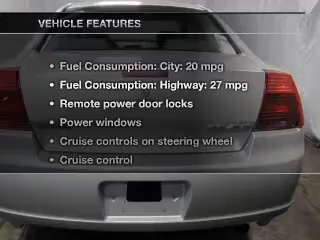 VEHICLE FEATURES
• Fuel Consumption: City: 20 mpg
• Fuel Consumption: Highway: 27 mpg
• Remote power door locks
• Power windows
• Cruise controls on steering wheel
• Cruise control